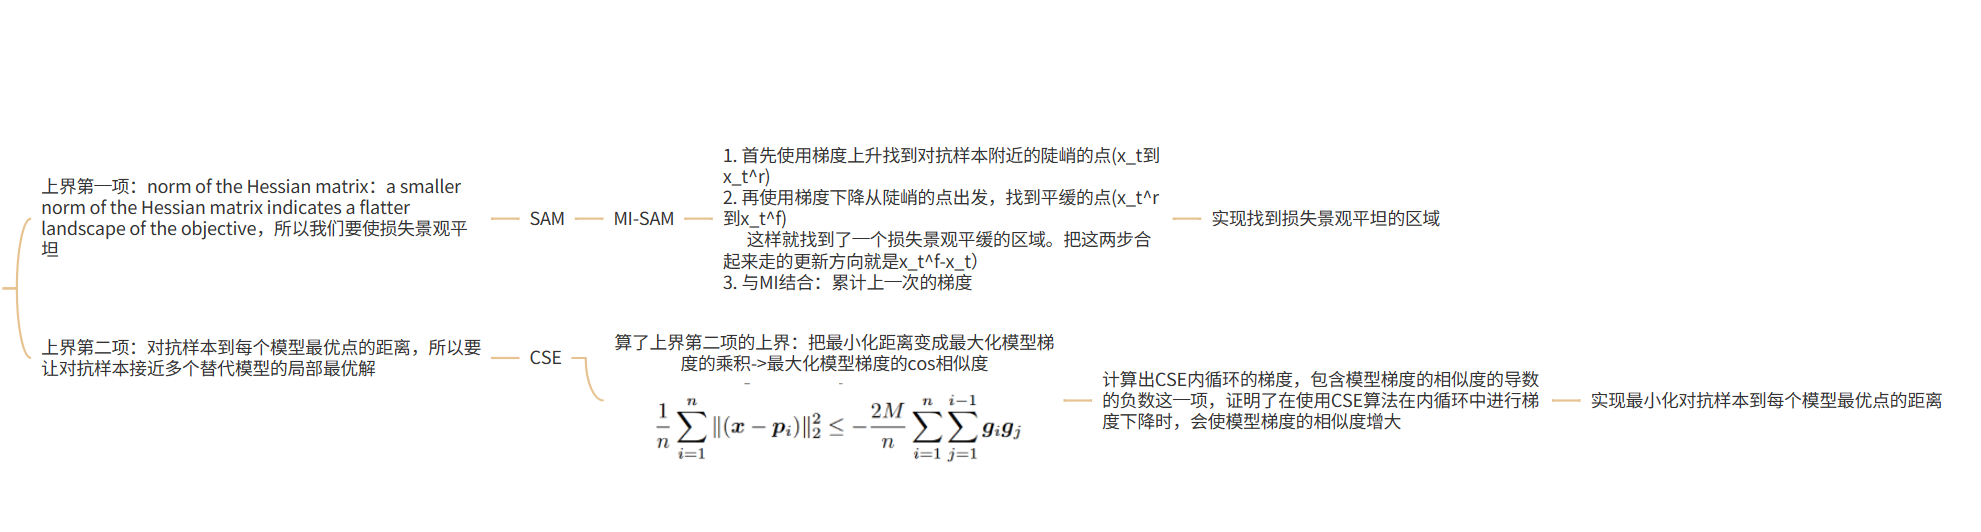 上界第一项：norm of the Hessian matrix：a smaller
norm of the Hessian matrix indicates a flatter
landscape of the objective，所以我们要使损失景观平
坦
SAM
MI-SAM
1. 首先使用梯度上升找到对抗样本附近的陡峭的点(x_t到
x_t^r)
2. 再使用梯度下降从陡峭的点出发，找到平缓的点(x_t^r
到x_t^f)
这样就找到了一个损失景观平缓的区域。把这两步合
起来走的更新方向就是x_t^f-x_t）
3. 与MI结合：累计上一次的梯度
实现找到损失景观平坦的区域
上界第二项：对抗样本到每个模型最优点的距离，所以要
让对抗样本接近多个替代模型的局部最优解
CSE
算了上界第二项的上界：把最小化距离变成最大化模型梯
度的乘积->最大化模型梯度的cos相似度
\frac{1}{n} \sum_{i=1}^{n} \|(x - p_i)\|_2^2 \leq -\frac{2M}{n} \sum_{i=1}^{n} \sum_{j=1}^{i-1} g_i g_j
计算出CSE内循环的梯度，包含模型梯度的相似度的导数
的负数这一项，证明了在使用CSE算法在内循环中进行梯
度下降时，会使模型梯度的相似度增大
实现最小化对抗样本到每个模型最优点的距离